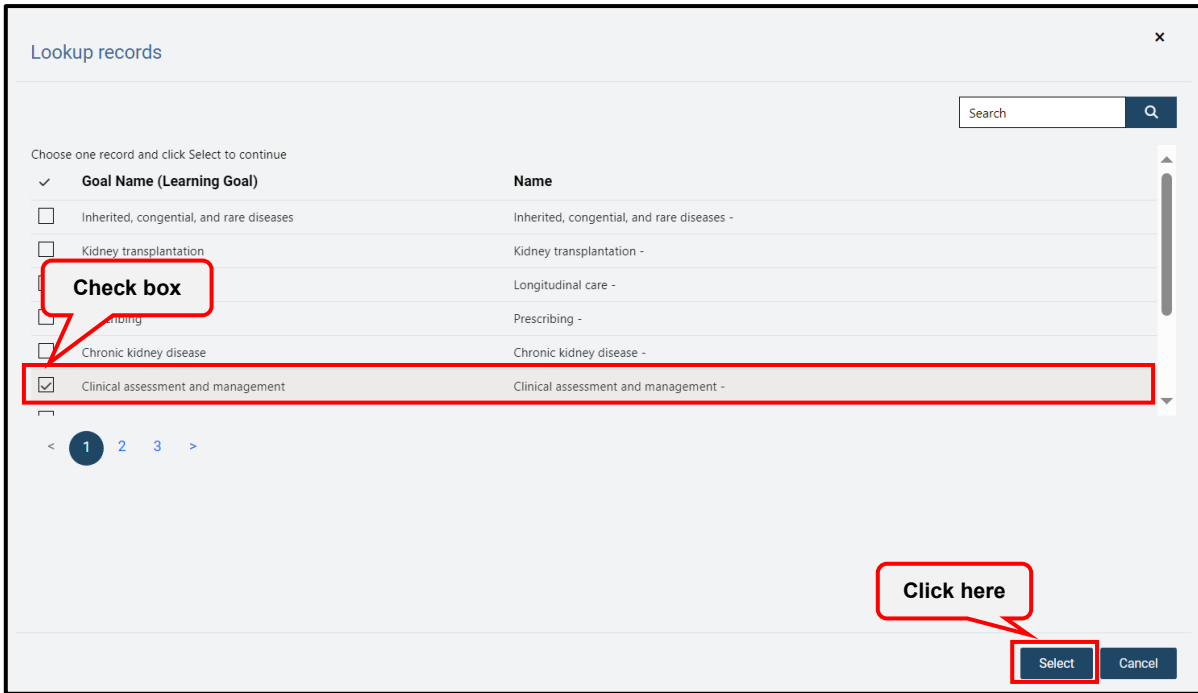 Lookup records
×
Search
Choose one record and click Select to continue
Goal Name (Learning Goal) Name
Inherited, congential, and rare diseases Inherited, congential, and rare diseases -
Kidney transplantation Kidney transplantation -
Check box
Longitudinal care -
Prescribing -
Chronic kidney disease Chronic kidney disease -
Clinical assessment and management Clinical assessment and management -
< 1 2 3 >
Click here
Select Cancel